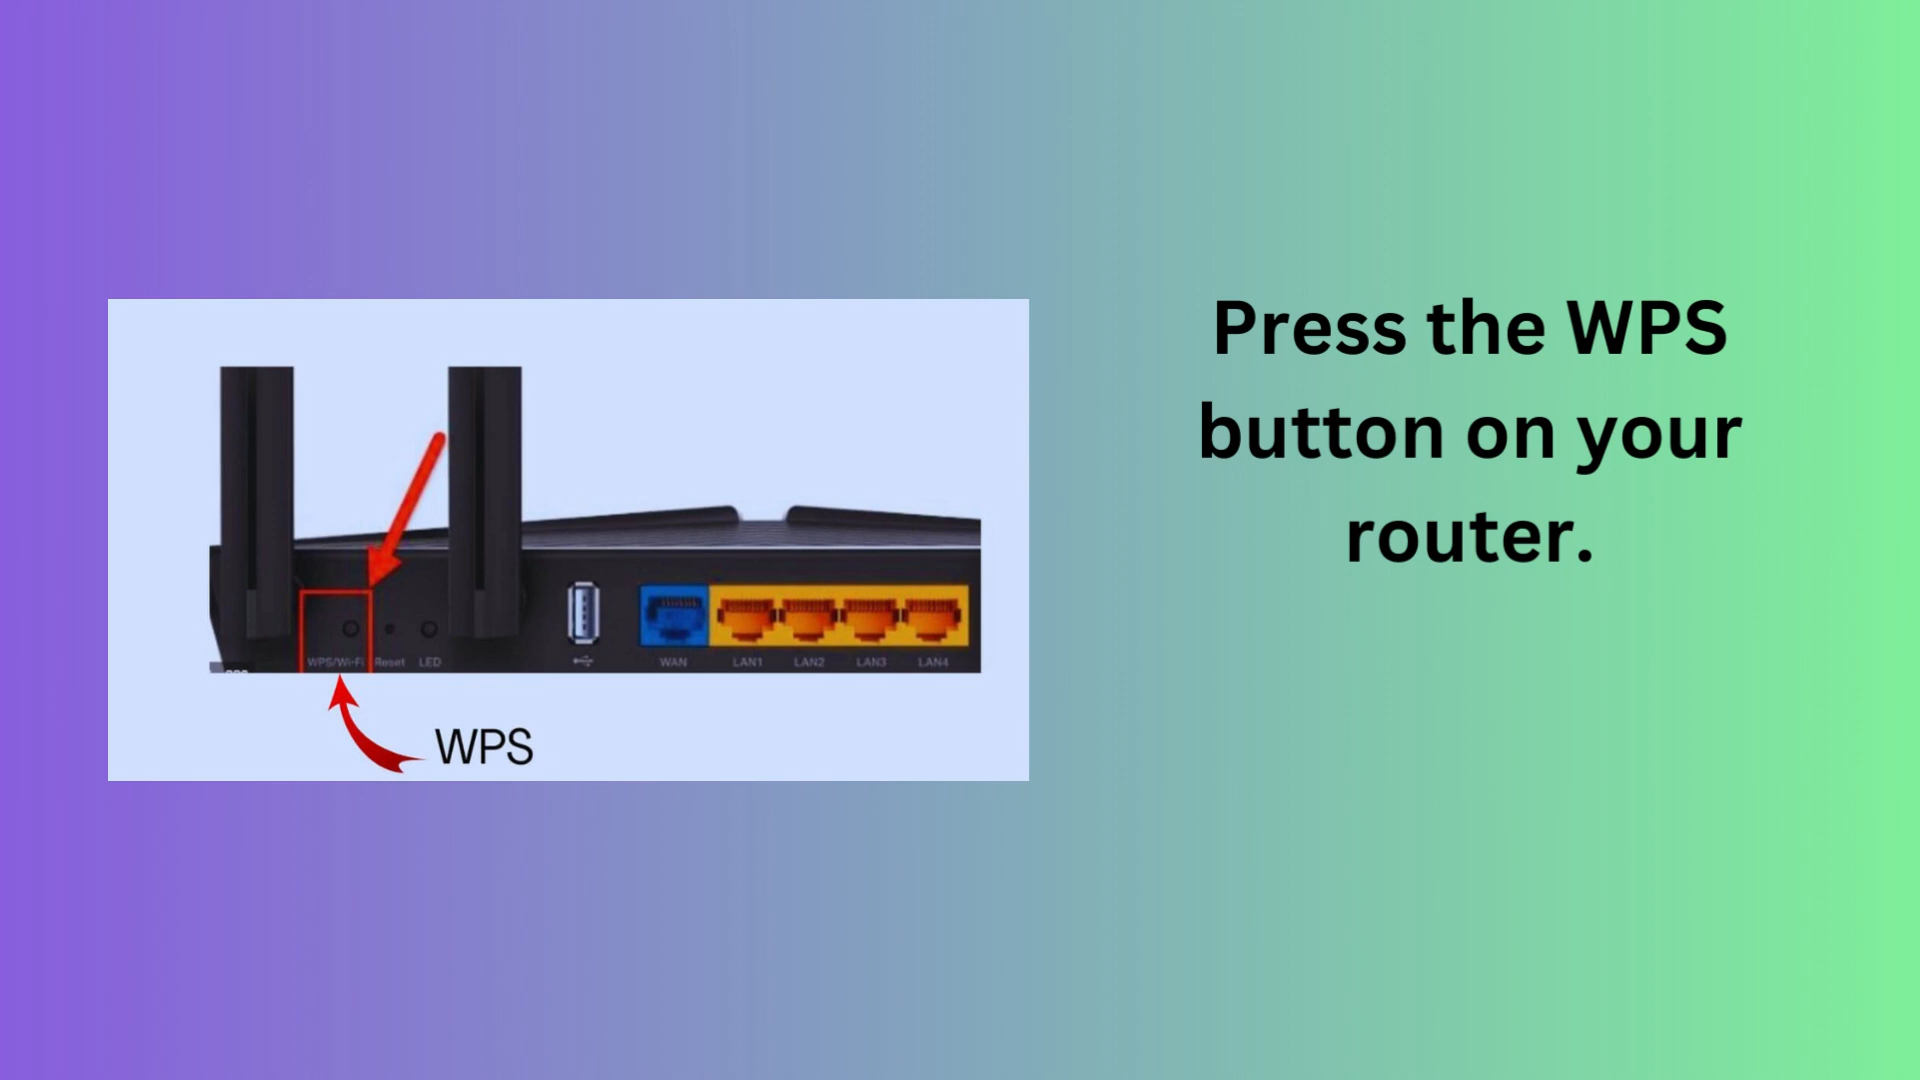 Press the WPS
button on your
router.
WPS/Wi-Fi Reset LED
WAN LAN1 LAN2 LAN3 LAN4
WPS